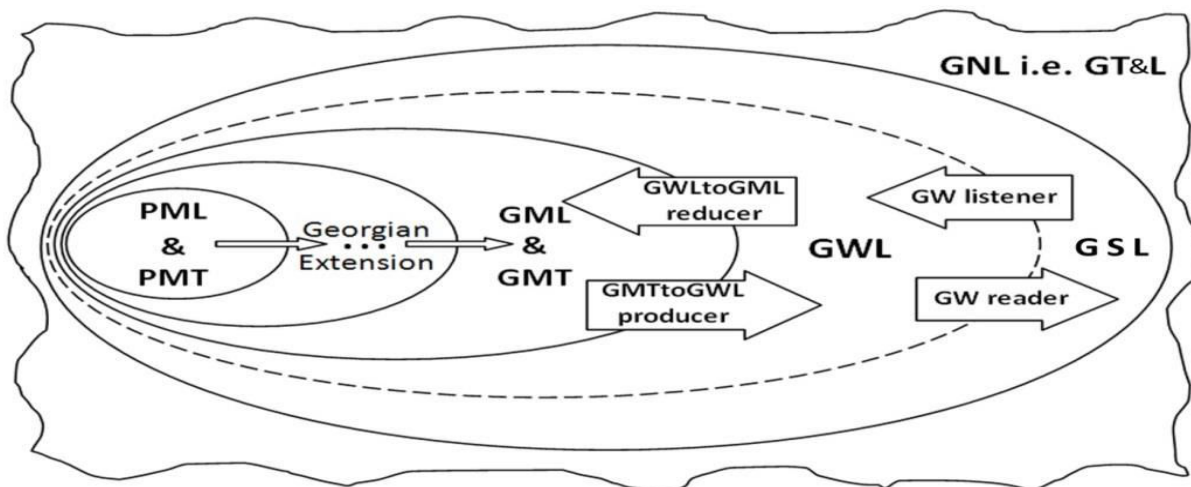 GNL i.e. GT&L
PML
&
PMT
Georgian
• • •
Extension
GML
&
GMT
GWLtoGML
reducer
GMTtoGWL
producer
GWL
GW listener
GW reader
G S L